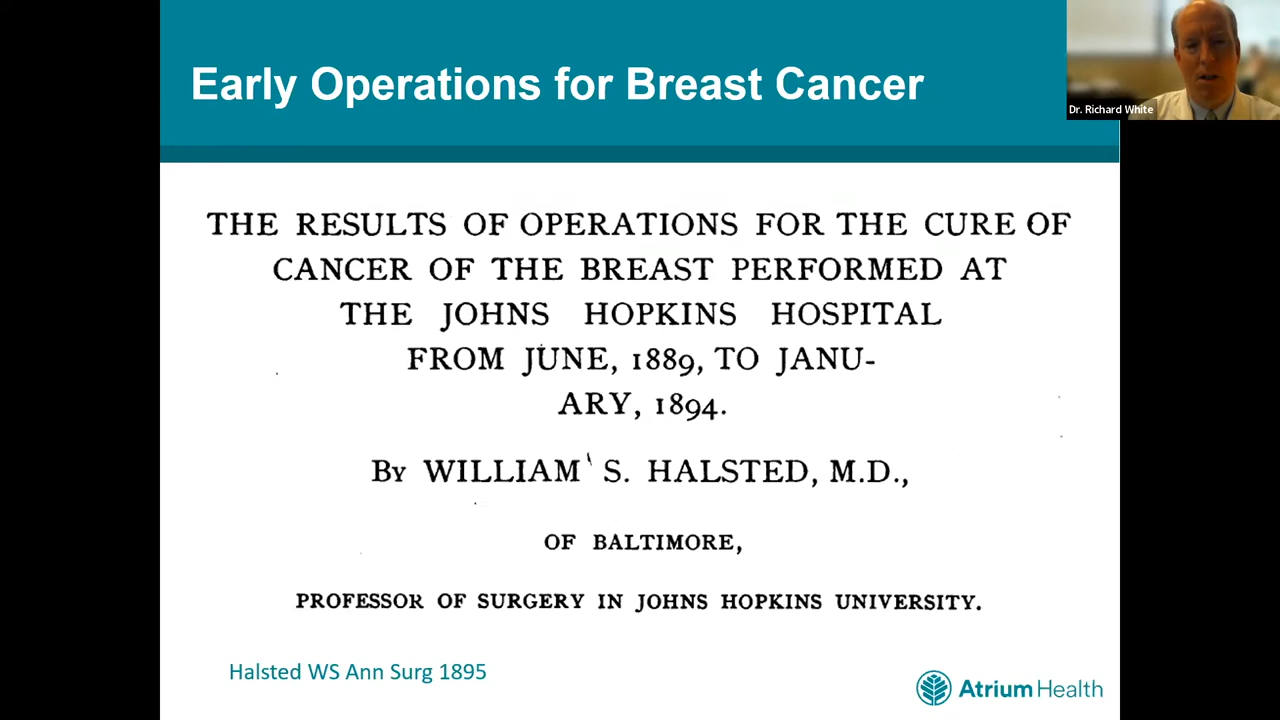 Early Operations for Breast Cancer
Dr. Richard White
THE RESULTS OF OPERATIONS FOR THE CURE OF
CANCER OF THE BREAST PERFORMED AT
THE JOHNS HOPKINS HOSPITAL
FROM JUNE, 1889, TO JANU-
ARY, 1894.
By WILLIAM S. HALSTED, M.D.,
OF BALTIMORE,
PROFESSOR OF SURGERY IN JOHNS HOPKINS UNIVERSITY.
Halsted WS Ann Surg 1895
Atrium Health